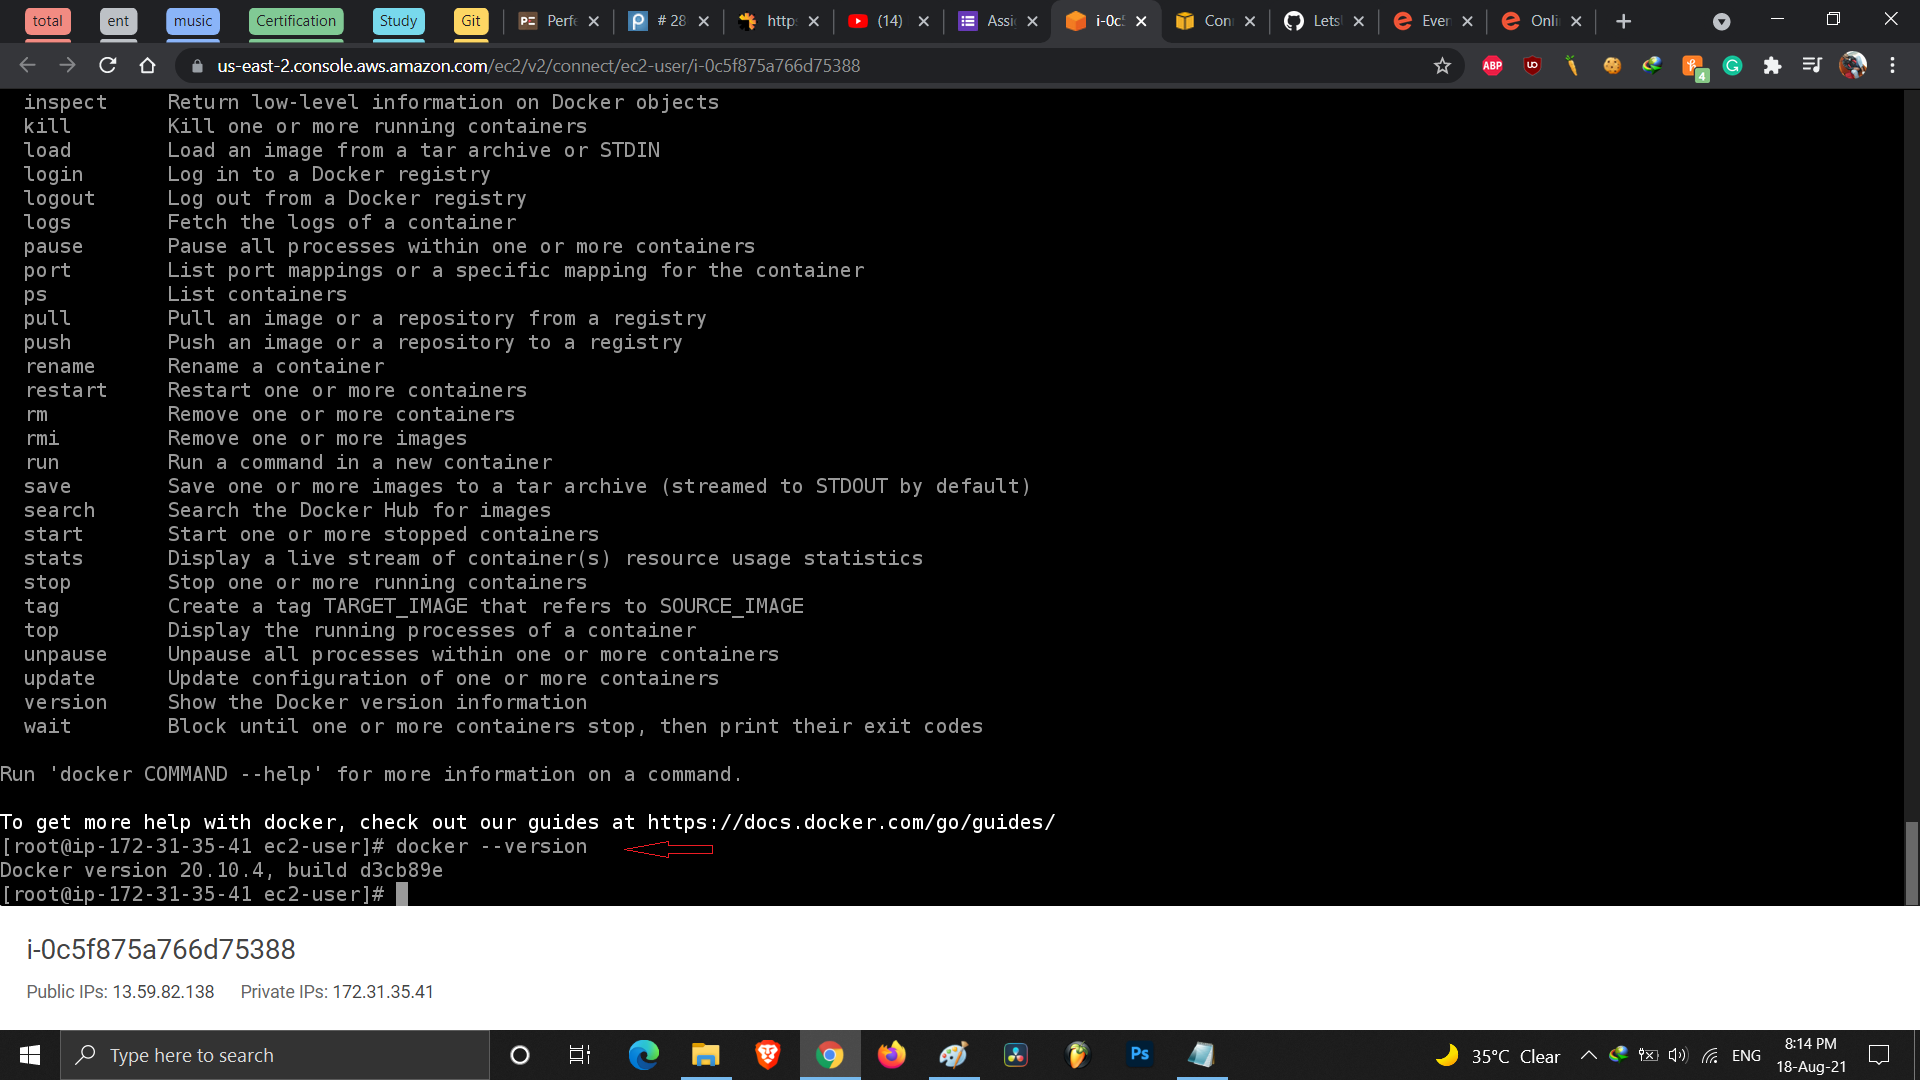 total ent music Certification Study Git Perfe # 28 http (14) Assi i-0c5 Con Lets Ever Onli
us-east-2.console.aws.amazon.com/ec2/v2/connect/ec2-user/i-0c5f875a766d75388
ABP
4
inspect Return low-level information on Docker objects
kill Kill one or more running containers
load Load an image from a tar archive or STDIN
login Log in to a Docker registry
logout Log out from a Docker registry
logs Fetch the logs of a container
pause Pause all processes within one or more containers
port List port mappings or a specific mapping for the container
ps List containers
pull Pull an image or a repository from a registry
push Push an image or a repository to a registry
rename Rename a container
restart Restart one or more containers
rm Remove one or more containers
rmi Remove one or more images
run Run a command in a new container
save Save one or more images to a tar archive (streamed to STDOUT by default)
search Search the Docker Hub for images
start Start one or more stopped containers
stats Display a live stream of container(s) resource usage statistics
stop Stop one or more running containers
tag Create a tag TARGET_IMAGE that refers to SOURCE_IMAGE
top Display the running processes of a container
unpause Unpause all processes within one or more containers
update Update configuration of one or more containers
version Show the Docker version information
wait Block until one or more containers stop, then print their exit codes
Run 'docker COMMAND --help' for more information on a command.
To get more help with docker, check out our guides at https://docs.docker.com/go/guides/
[root@ip-172-31-35-41 ec2-user]# docker --version
Docker version 20.10.4, build d3cb89e
[root@ip-172-31-35-41 ec2-user]#
i-0c5f875a766d75388
Public IPs: 13.59.82.138 Private IPs: 172.31.35.41
Type here to search
Ps
35°C Clear
ENG
8:14 PM
18-Aug-21